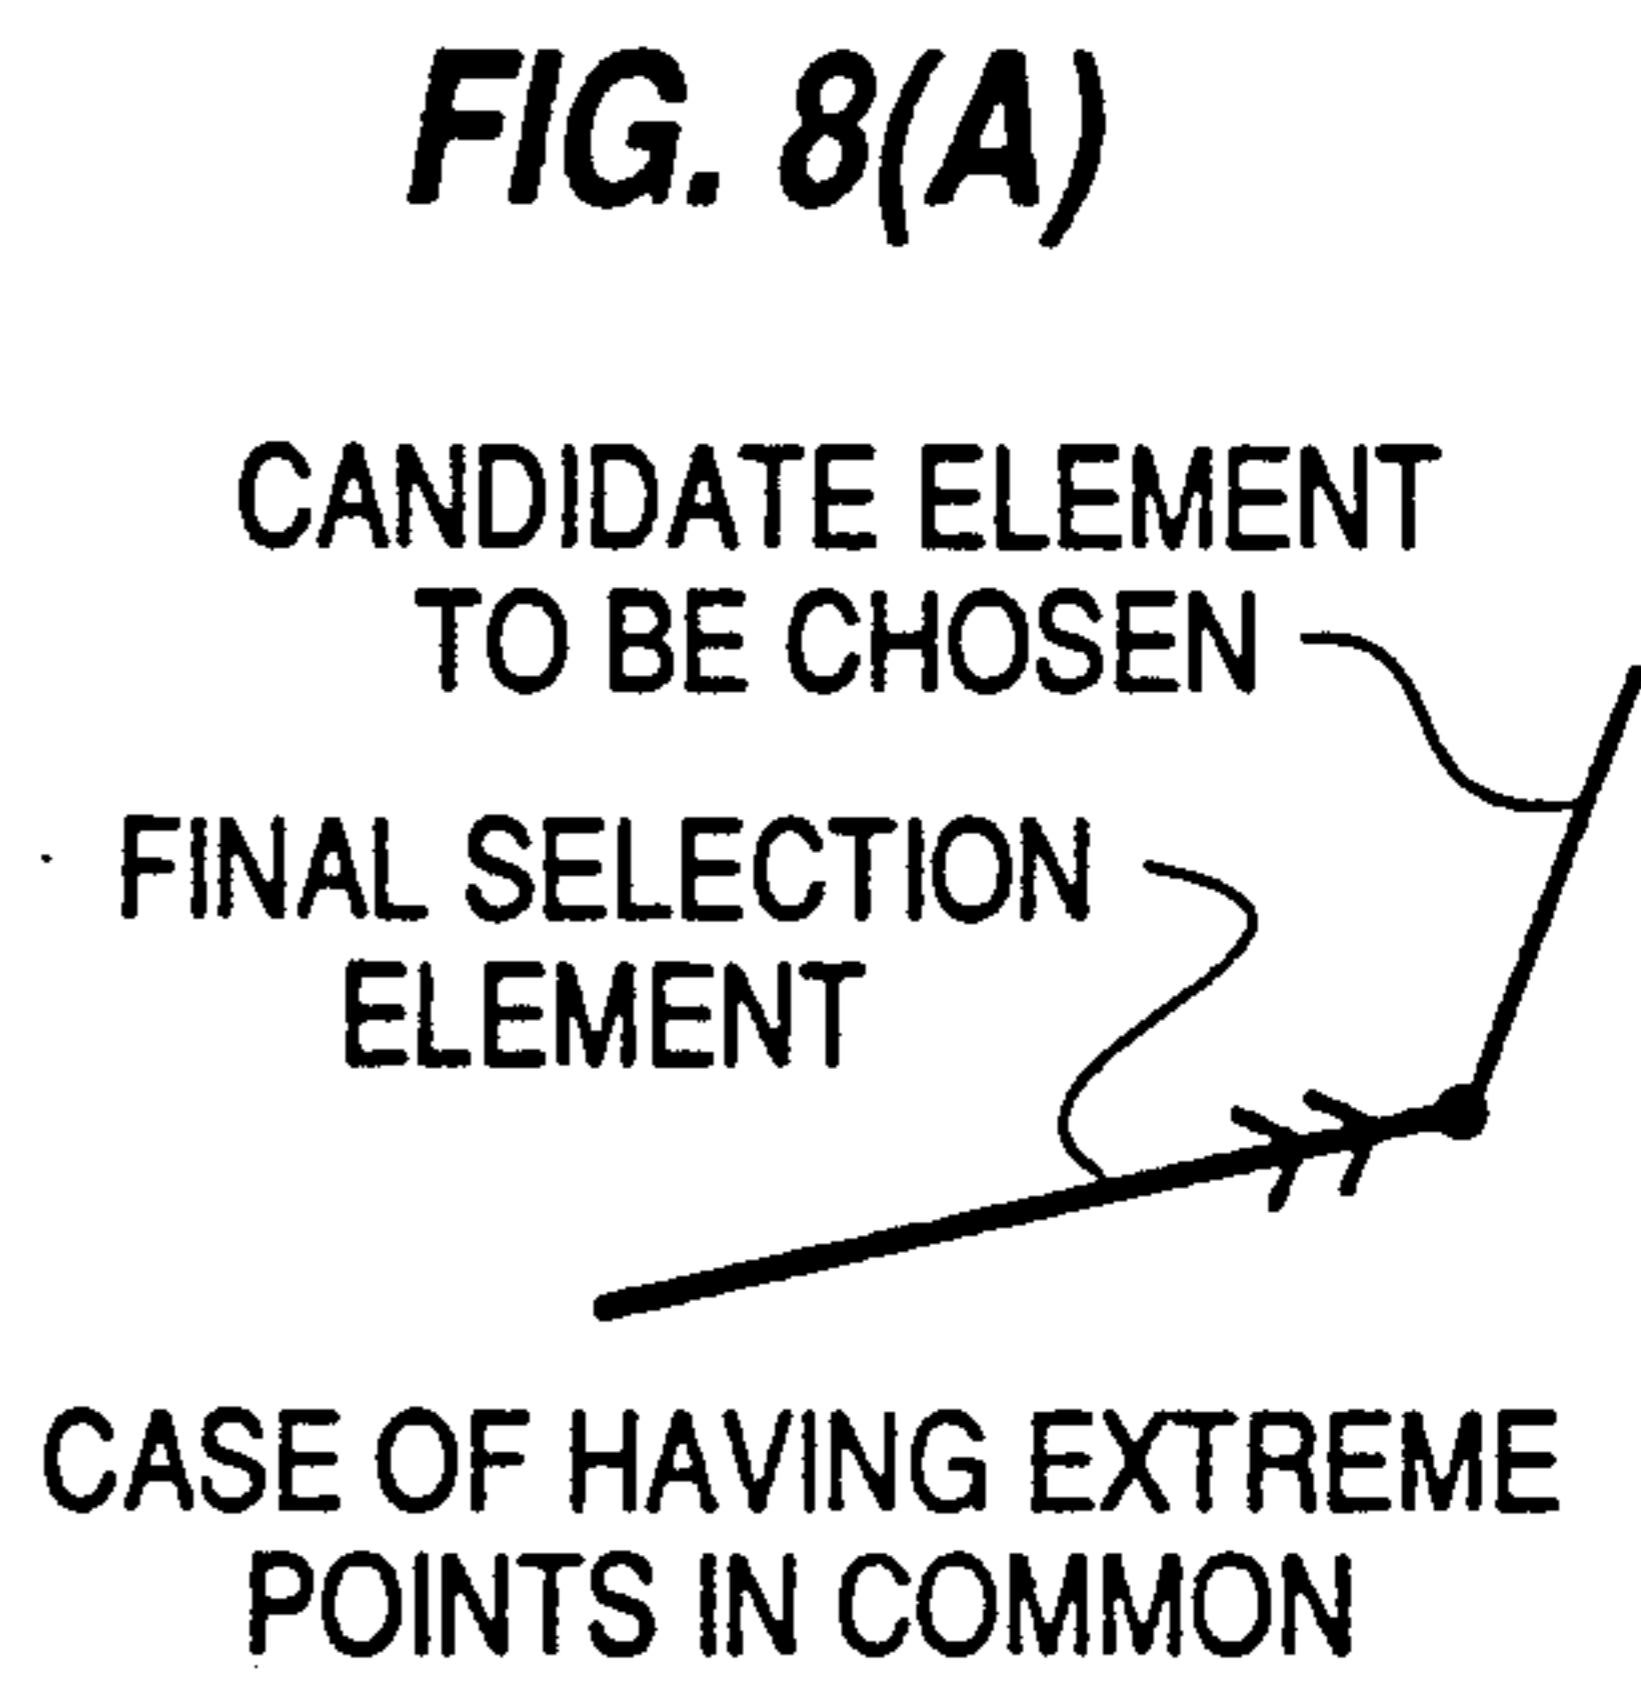 FIG. 8(A)
CANDIDATE ELEMENT
TO BE CHOSEN
FINAL SELECTION
ELEMENT
CASE OF HAVING EXTREME
POINTS IN COMMON